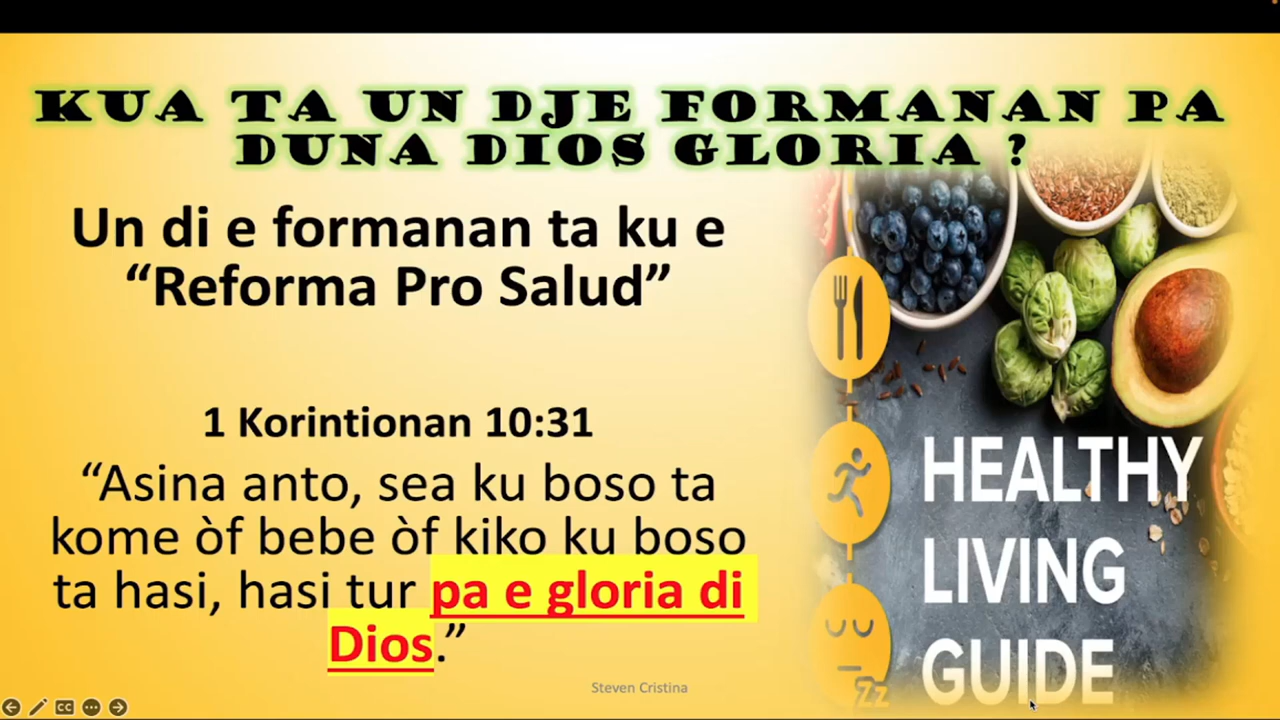 KUA TA UN DJE FORMANAN PA
DUNA DIOS GLORIA ?
Un di e formanan ta ku e
“Reforma Pro Salud”
1 Korintionan 10:31
“Asina anto, sea ku boso ta
kome òf bebe òf kiko ku boso
ta hasi, hasi tur pa e gloria di
Dios.”
HEALTHY
LIVING
GUIDE
zz
Steven Cristina
CC